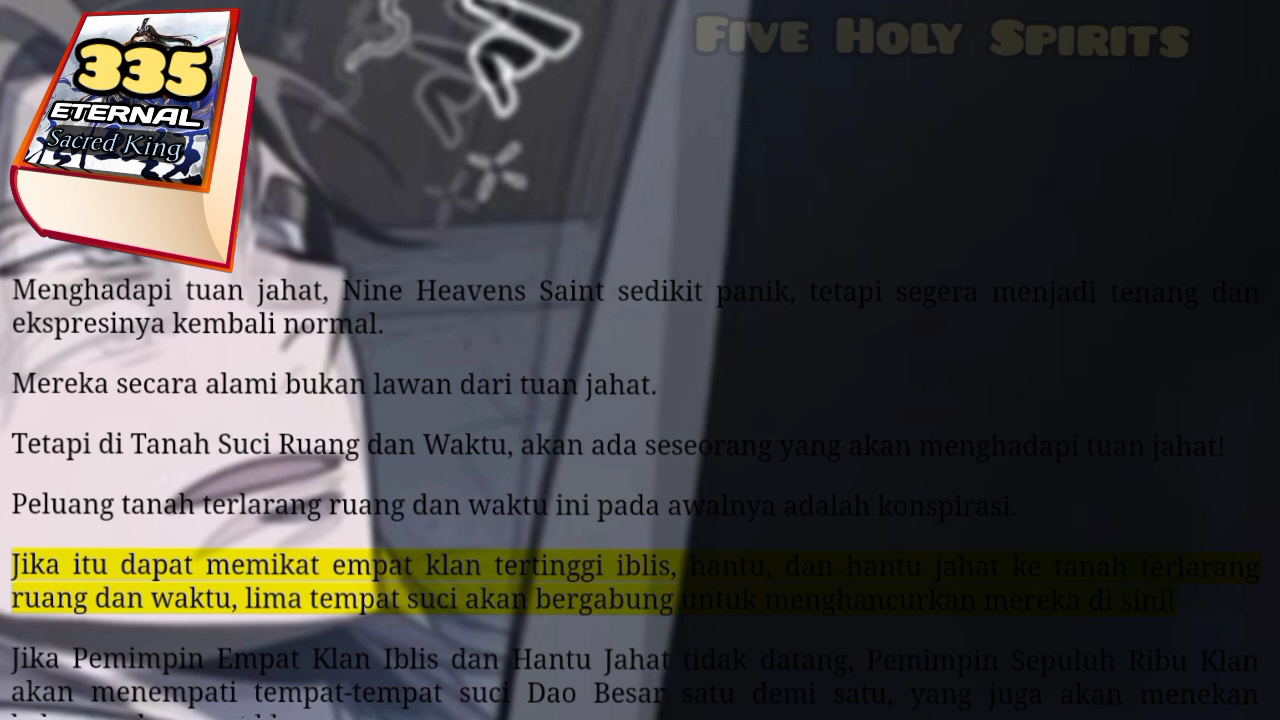 Five Holy Spirits
335
ETERNAL
Sacred King
Menghadapi tuan jahat, Nine Heavens Saint sedikit panik, tetapi segera menjadi tenang dan
ekspresinya kembali normal.
Mereka secara alami bukan lawan dari tuan jahat.
Tetapi di Tanah Suci Ruang dan Waktu, akan ada seseorang yang akan menghadapi tuan jahat!
Peluang tanah terlarang ruang dan waktu ini pada awalnya adalah konspirasi.
Jika itu dapat memikat empat klan tertinggi iblis, hantu, dan hantu jahat ke tanah terlarang
ruang dan waktu, lima tempat suci akan bergabung untuk menghancurkan mereka di sini!
Jika Pemimpin Empat Klan Iblis dan Hantu Jahat tidak datang, Pemimpin Sepuluh Ribu Klan
akan menempati tempat-tempat suci Dao Besar satu demi satu, yang juga akan menekan